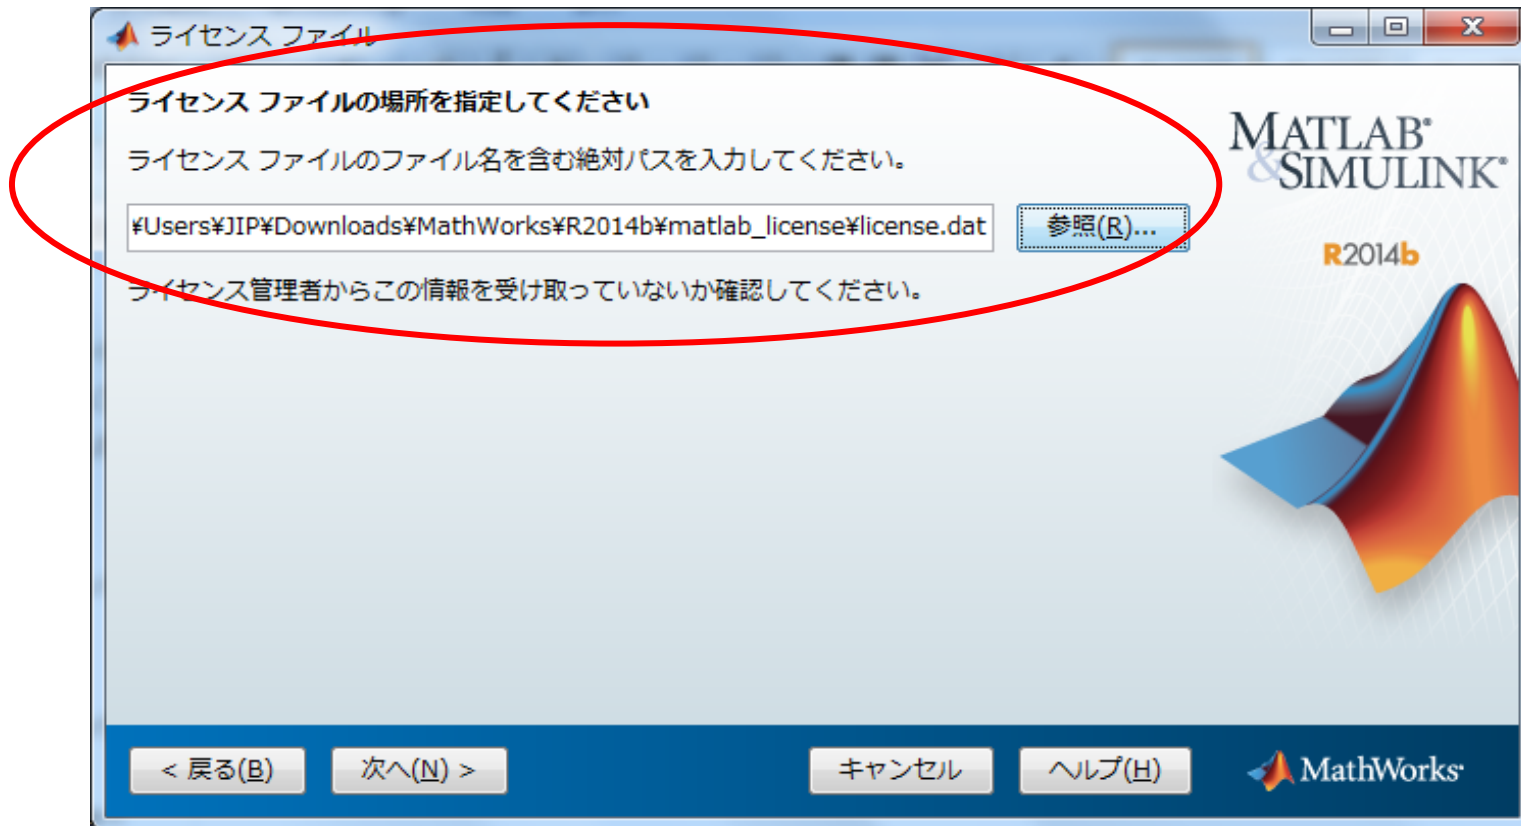 ライセンス ファイル
ライセンス ファイルの場所を指定してください
ライセンス ファイルのファイル名を含む絶対パスを入力してください。
¥Users¥JIP¥Downloads¥MathWorks¥R2014b¥matlab_license¥license.dat
参照(R)...
ライセンス管理者からこの情報を受け取っていないか確認してください。
MATLAB®
&SIMULINK®
R2014b
< 戻る(B)
次へ(N) >
キャンセル
ヘルプ(H)
MathWorks®